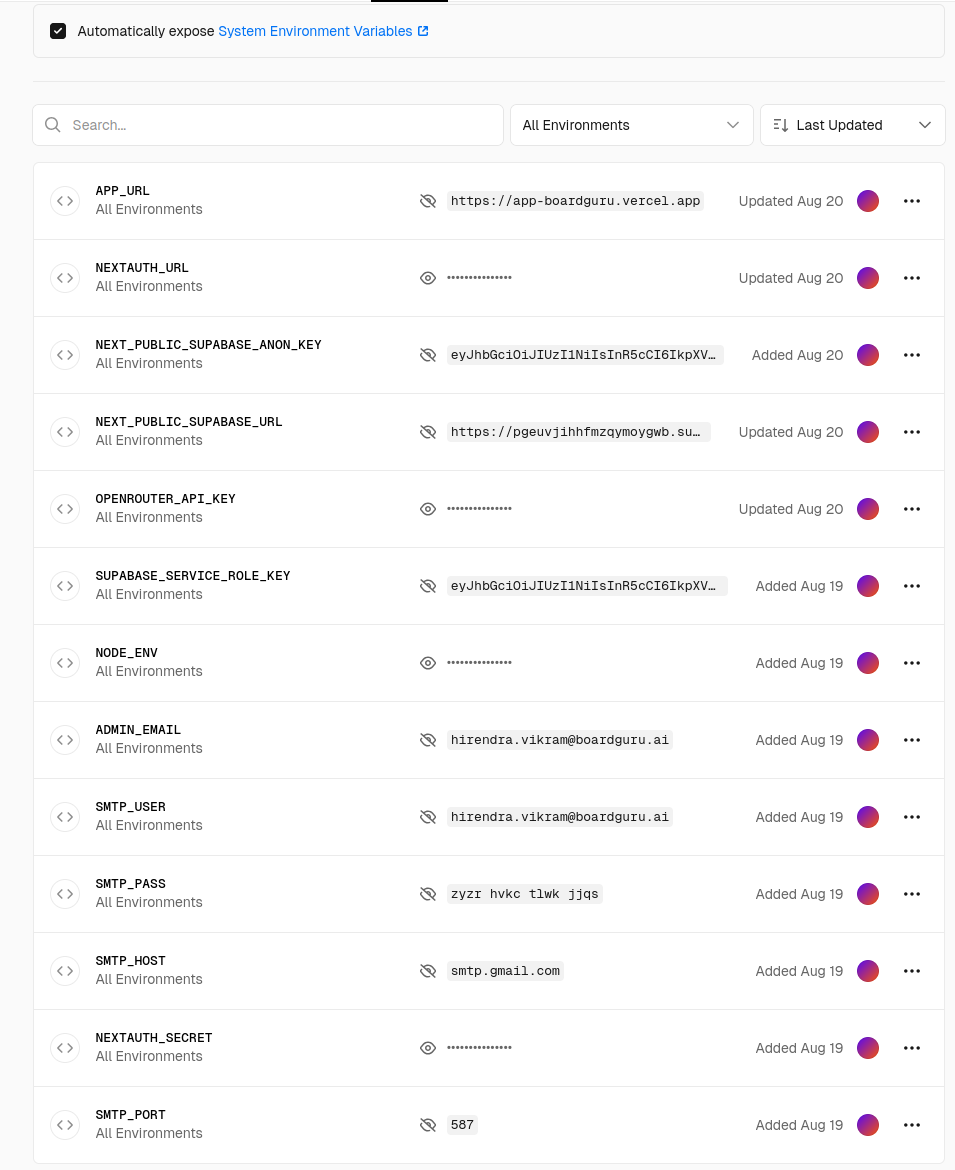 Automatically expose System Environment Variables
Search...
All Environments
Last Updated
APP_URL
All Environments
https://app-boardguru.vercel.app
Updated Aug 20
NEXTAUTH_URL
All Environments
•••••••••••••••
Updated Aug 20
NEXT_PUBLIC_SUPABASE_ANON_KEY
All Environments
eyJhbGciOiJIUzI1NiIsInR5cCI6IkpXV…
Added Aug 20
NEXT_PUBLIC_SUPABASE_URL
All Environments
https://pgeuvjihhfmzqymoygwb.su…
Updated Aug 20
OPENROUTER_API_KEY
All Environments
•••••••••••••••
Updated Aug 20
SUPABASE_SERVICE_ROLE_KEY
All Environments
eyJhbGciOiJIUzI1NiIsInR5cCI6IkpXV…
Added Aug 19
NODE_ENV
All Environments
•••••••••••••••
Added Aug 19
ADMIN_EMAIL
All Environments
hirendra.vikram@boardguru.ai
Added Aug 19
SMTP_USER
All Environments
hirendra.vikram@boardguru.ai
Added Aug 19
SMTP_PASS
All Environments
zyzr hvkc tlwk jjqs
Added Aug 19
SMTP_HOST
All Environments
smtp.gmail.com
Added Aug 19
NEXTAUTH_SECRET
All Environments
•••••••••••••••
Added Aug 19
SMTP_PORT
All Environments
587
Added Aug 19